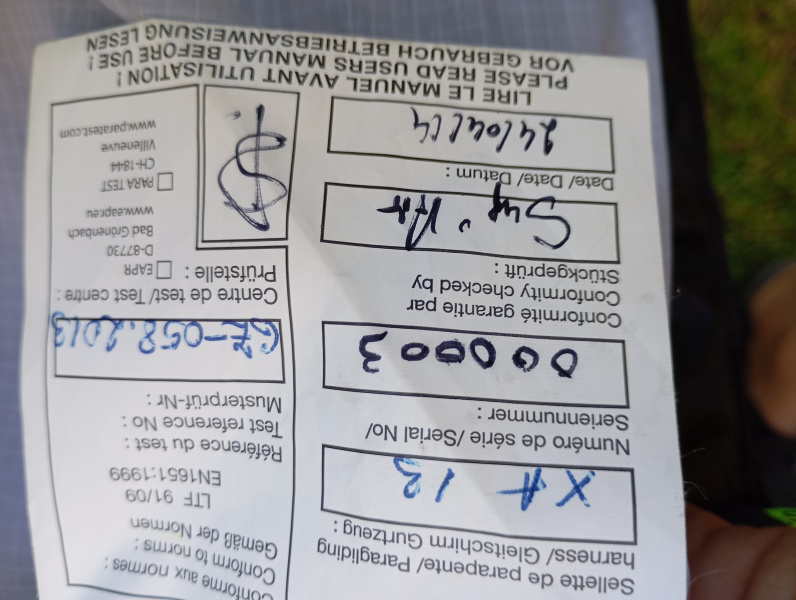 Sellette de parapente/ Paragliding
harness/ Gleitschirm Gurtzeug :
XA 13
Numéro de série/ Serial No/
Seriennummer :
000003
Conformité garantie par
Conformity checked by
Stückgeprüft :
Sup'Air
Date/ Date/ Datum :
24/04/14
Conforme aux normes :
Conform to norms :
Gemäß der Normen
LTF 91/09
EN1651:1999
Référence du test :
Test reference No :
Musterprüf-Nr :
GZ-058.2013
Centre de test/ Test centre :
Prüfstelle :
EAPR
D-87730
Bad Grönenbach
www.eapr.eu
PARA TEST
CH-1844
Villeneuve
www.paratest.com
LIRE LE MANUEL AVANT UTILISATION !
PLEASE READ USERS MANUAL BEFORE USE !
VOR GEBRAUCH BETRIEBSANWEISUNG LESEN